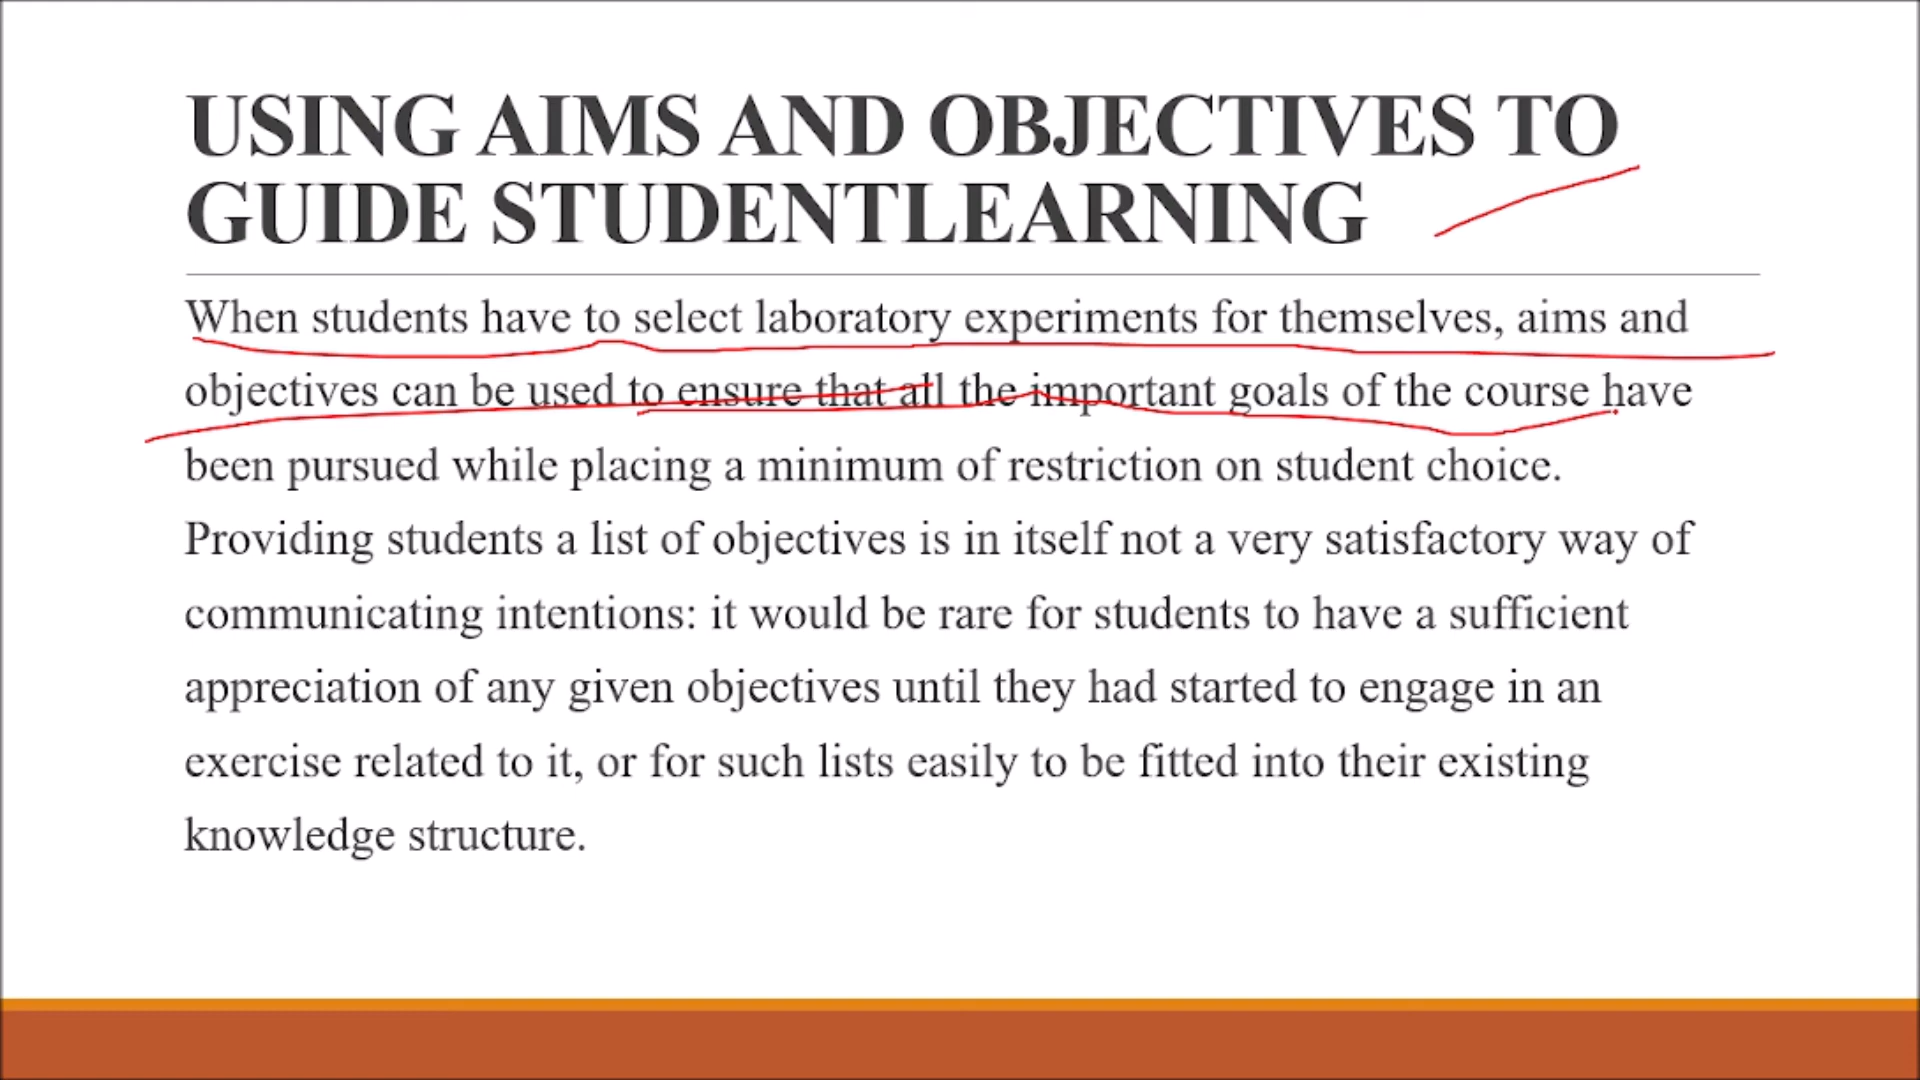 USING AIMS AND OBJECTIVES TO
GUIDE STUDENTLEARNING
When students have to select laboratory experiments for themselves, aims and
objectives can be used to ensure that all the important goals of the course have
been pursued while placing a minimum of restriction on student choice.
Providing students a list of objectives is in itself not a very satisfactory way of
communicating intentions: it would be rare for students to have a sufficient
appreciation of any given objectives until they had started to engage in an
exercise related to it, or for such lists easily to be fitted into their existing
knowledge structure.